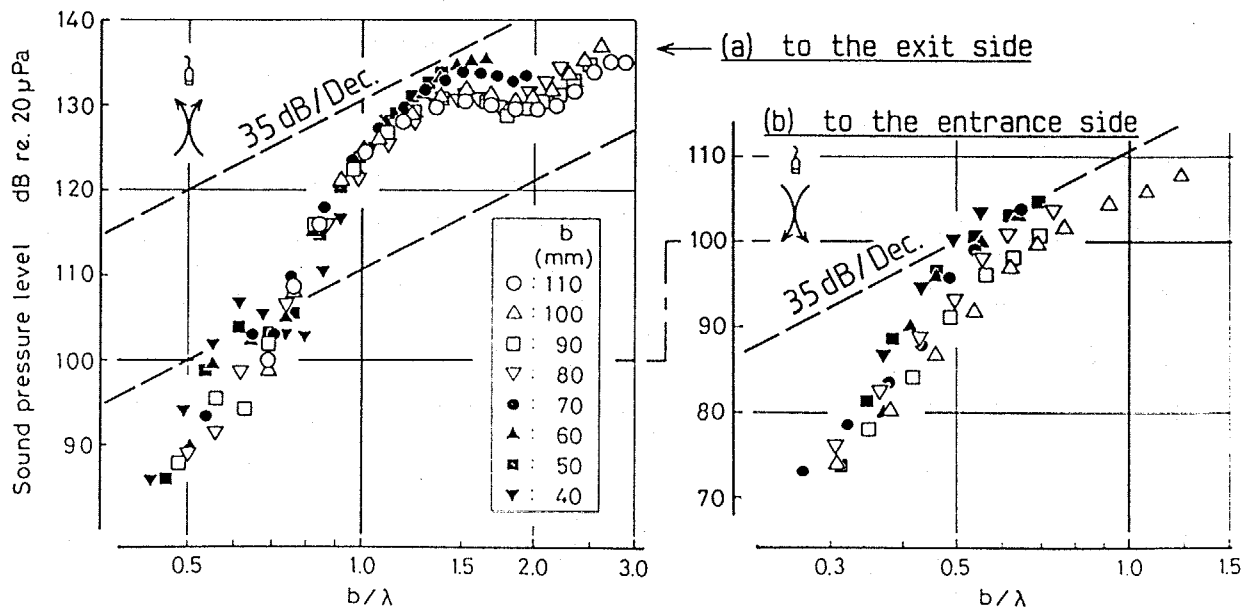 Sound pressure level dB re. 20μPa
140
130
120
110
100
90
35 dB/Dec.
(a) to the exit side
b
(mm)
○ : 110
△ : 100
□ : 90
▽ : 80
● : 70
▲ : 60
■ : 50
▼ : 40
0.5
1.0
1.5
2.0
3.0
b/λ
(b) to the entrance side
110
100
90
80
70
35 dB/Dec.
0.3
0.5
1.0
1.5
b/λ